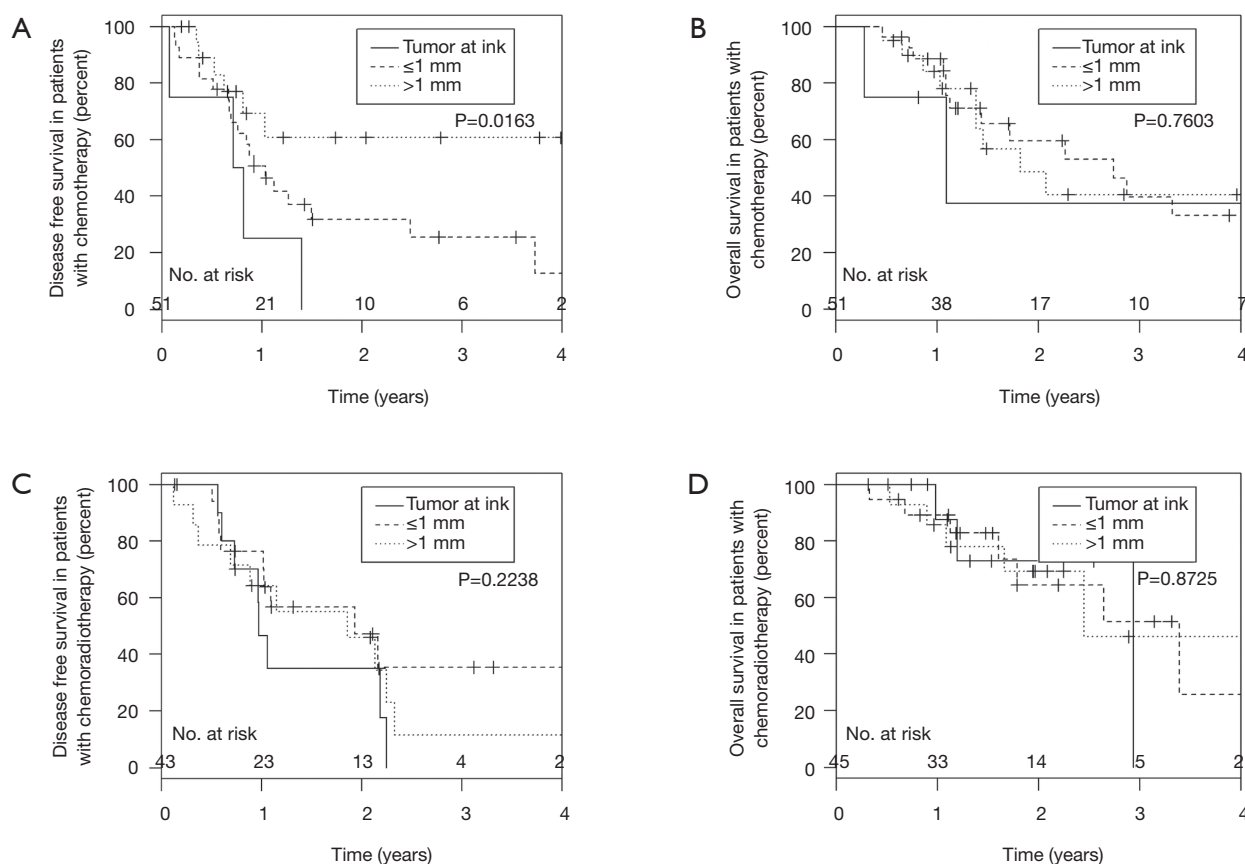 A
Disease free survival in patients
with chemotherapy (percent)
100
80
60
40
20
0
Tumor at ink
≤1 mm
>1 mm
P=0.0163
No. at risk
51 21 10 6 2
0 1 2 3 4
Time (years)
B
Overall survival in patients with
chemotherapy (percent)
100
80
60
40
20
0
Tumor at ink
≤1 mm
>1 mm
P=0.7603
No. at risk
51 38 17 10 7
0 1 2 3 4
Time (years)
C
Disease free survival in patients
with chemoradiotherapy (percent)
100
80
60
40
20
0
Tumor at ink
≤1 mm
>1 mm
P=0.2238
No. at risk
43 23 13 4 2
0 1 2 3 4
Time (years)
D
Overall survival in patients with
chemoradiotherapy (percent)
100
80
60
40
20
0
Tumor at ink
≤1 mm
>1 mm
P=0.8725
No. at risk
45 33 14 5 2
0 1 2 3 4
Time (years)